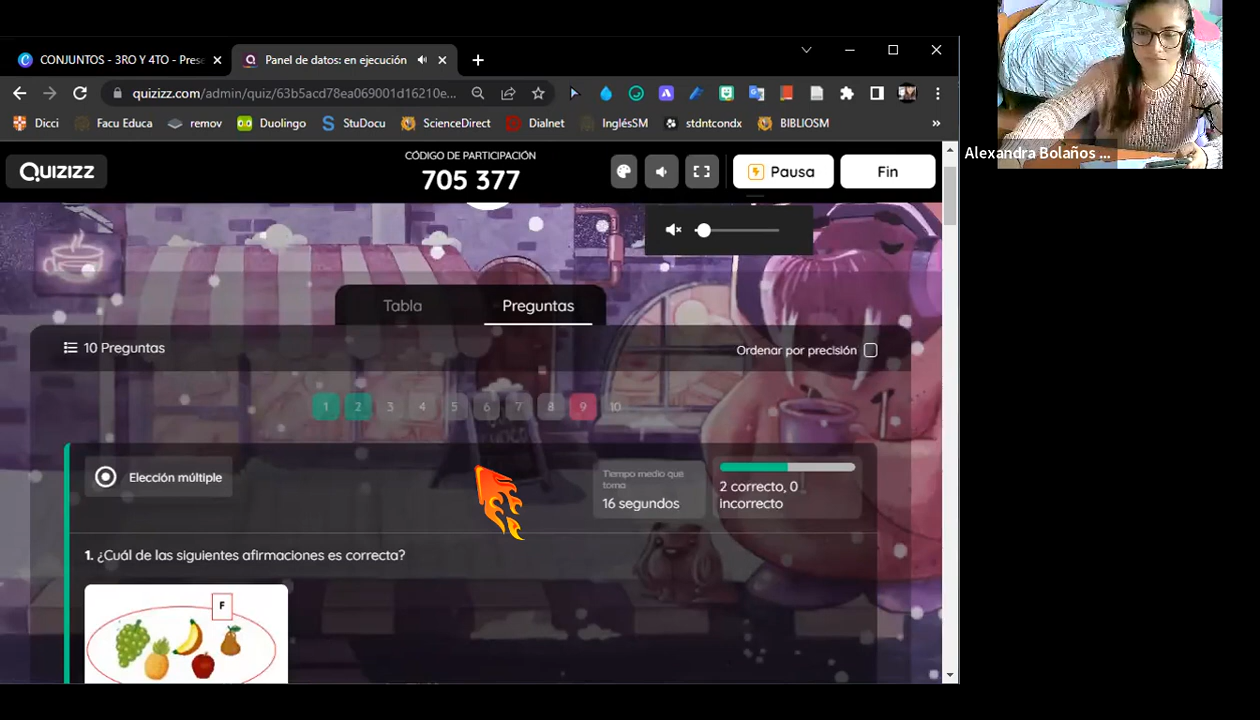 CONJUNTOS - 3RO Y 4TO - Prese
Panel de datos: en ejecución
quizizz.com/admin/quiz/63b5acd78ea069001d16210e...
Dicci
Facu Educa
remov
Duolingo
StuDocu
ScienceDirect
Dialnet
InglésSM
stdntcondx
BIBLIOSM
»
Quizizz
CÓDIGO DE PARTICIPACIÓN
705 377
Pausa
Fin
Alexandra Bolaños ...
Tabla
Preguntas
10 Preguntas
Ordenar por precisión
1 2 3 4 5 6 7 8 9 10
Elección múltiple
Tiempo medio que
toma
16 segundos
2 correcto, 0
incorrecto
1. ¿Cuál de las siguientes afirmaciones es correcta?
F